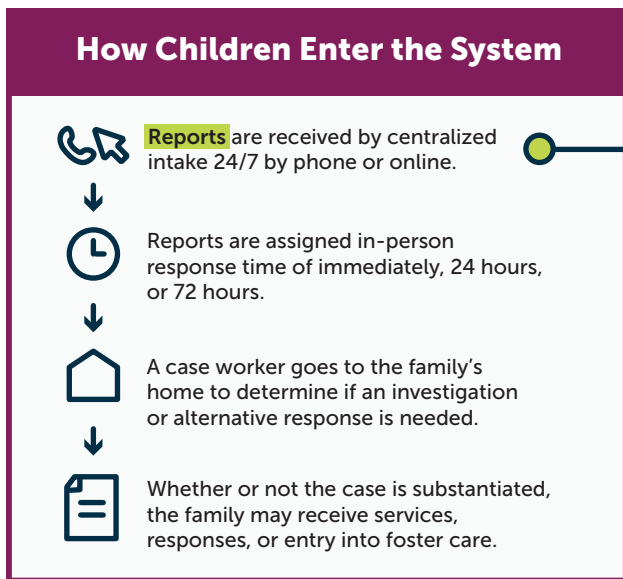 How Children Enter the System
Reports are received by centralized
intake 24/7 by phone or online.
Reports are assigned in-person
response time of immediately, 24 hours,
or 72 hours.
A case worker goes to the family’s
home to determine if an investigation
or alternative response is needed.
Whether or not the case is substantiated,
the family may receive services,
responses, or entry into foster care.